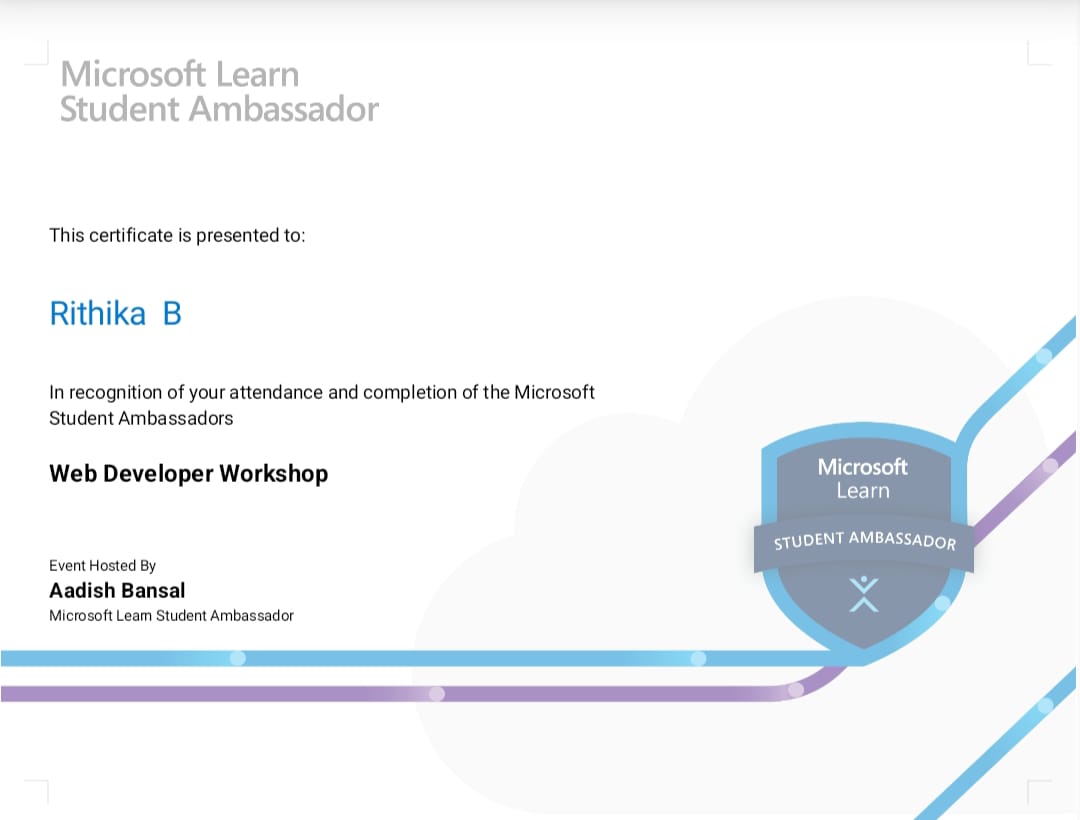 Microsoft Learn
Student Ambassador
This certificate is presented to:
Rithika B
In recognition of your attendance and completion of the Microsoft
Student Ambassadors
Web Developer Workshop
Event Hosted By
Aadish Bansal
Microsoft Learn Student Ambassador
Microsoft
Learn
STUDENT AMBASSADOR